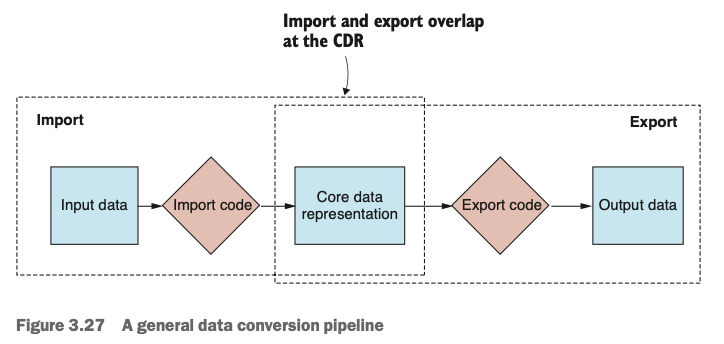 Import and export overlap
at the CDR
Import
Export
Input data
Import code
Core data
representation
Export code
Output data
Figure 3.27 A general data conversion pipeline